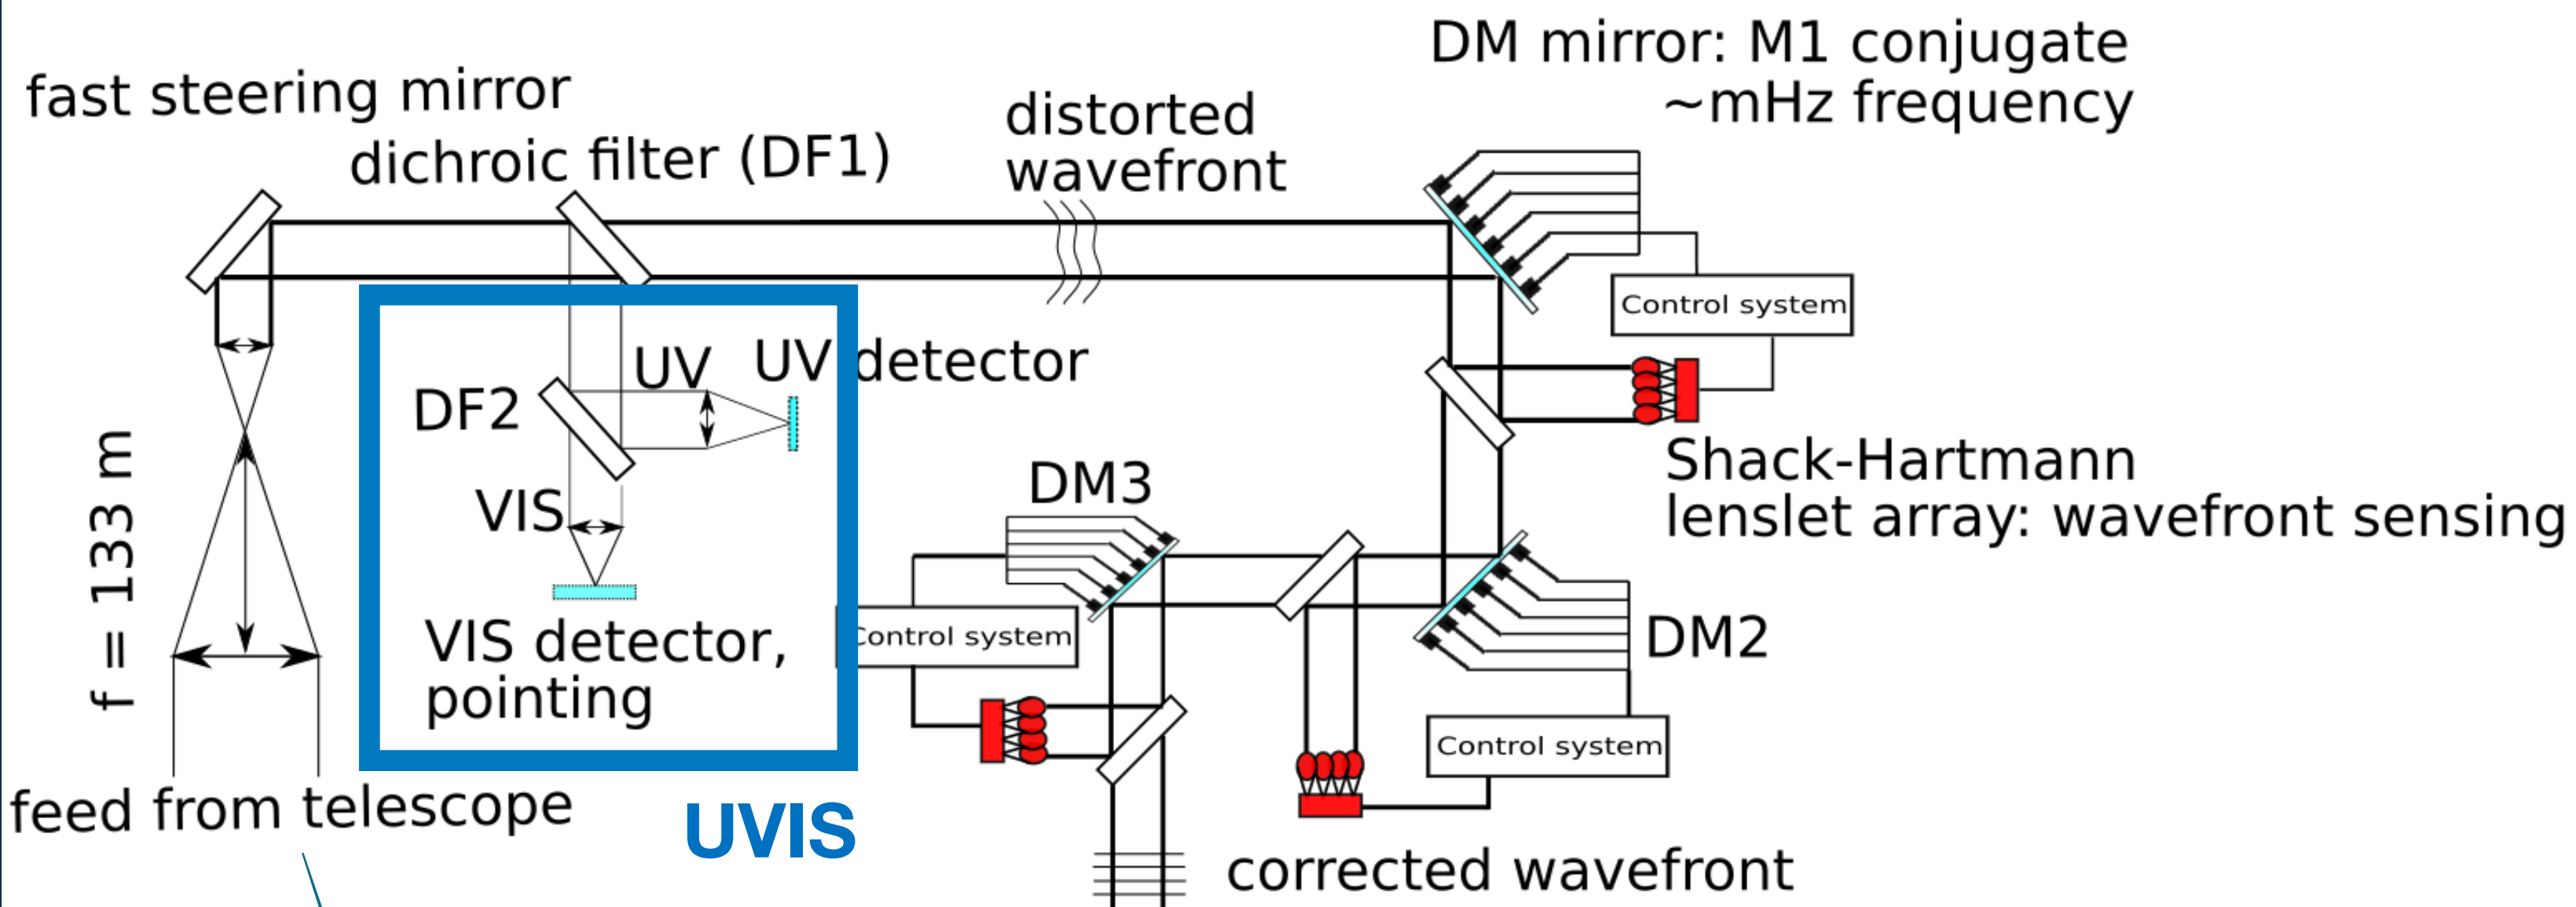 DM mirror: M1 conjugate
~mHz frequency
fast steering mirror
dichroic filter (DF1)
distorted
wavefront
Control system
UV
UV detector
DF2
f = 133 m
VIS
DM3
Shack-Hartmann
lenslet array: wavefront sensing
VIS detector,
pointing
Control system
DM2
Control system
feed from telescope
UVIS
corrected wavefront